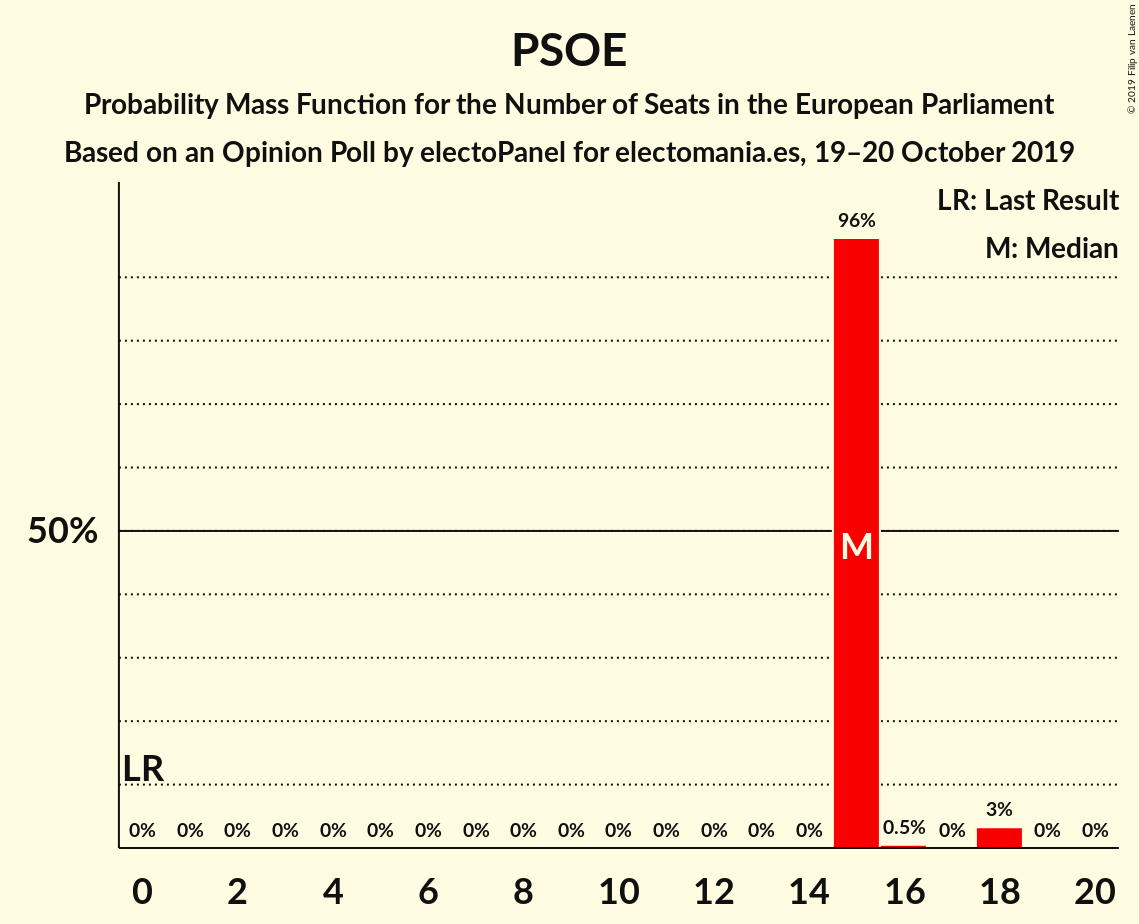 PSOE
Probability Mass Function for the Number of Seats in the European Parliament
Based on an Opinion Poll by electoPanel for electomania.es, 19–20 October 2019
© 2019 Filip van Laenen
LR: Last Result
M: Median
96%
50%
M
LR
0% 0% 0% 0% 0% 0% 0% 0% 0% 0% 0% 0% 0% 0% 0% 0.5% 0% 3% 0% 0%
0 2 4 6 8 10 12 14 16 18 20